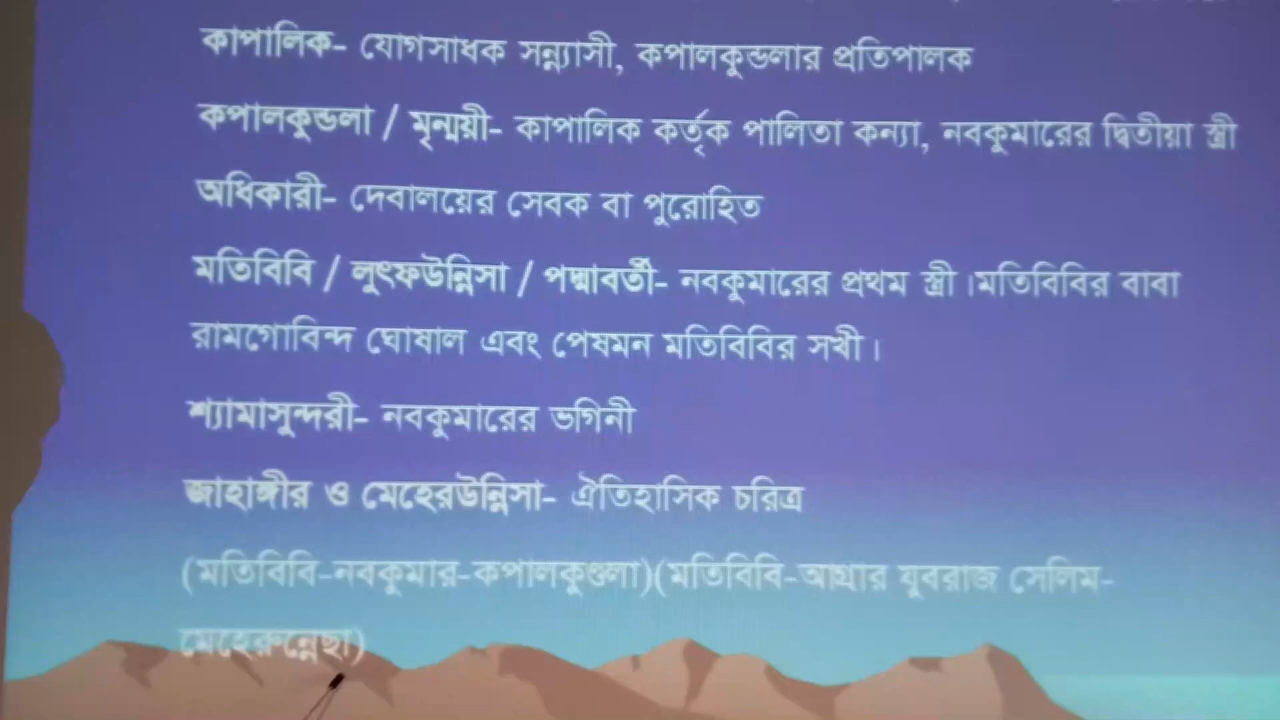 কাপালিক- যোগসাধক সন্ন্যাসী, কপালকুন্ডলার প্রতিপালক
কপালকুন্ডলা / মৃন্ময়ী- কাপালিক কর্তৃক পালিতা কন্যা, নবকুমারের দ্বিতীয়া স্ত্রী
অধিকারী- দেবালয়ের সেবক বা পুরোহিত
মতিবিবি / লুৎফউন্নিসা / পদ্মাবতী- নবকুমারের প্রথম স্ত্রী।মতিবিবির বাবা
রামগোবিন্দ ঘোষাল এবং পেষমন মতিবিবির সখী।
শ্যামাসুন্দরী- নবকুমারের ভগিনী
জাহাঙ্গীর ও মেহেরউন্নিসা- ঐতিহাসিক চরিত্র
(মতিবিবি-নবকুমার-কপালকুণ্ডলা)(মতিবিবি-আগ্রার যুবরাজ সেলিম-
মেহেরুন্নেছা)